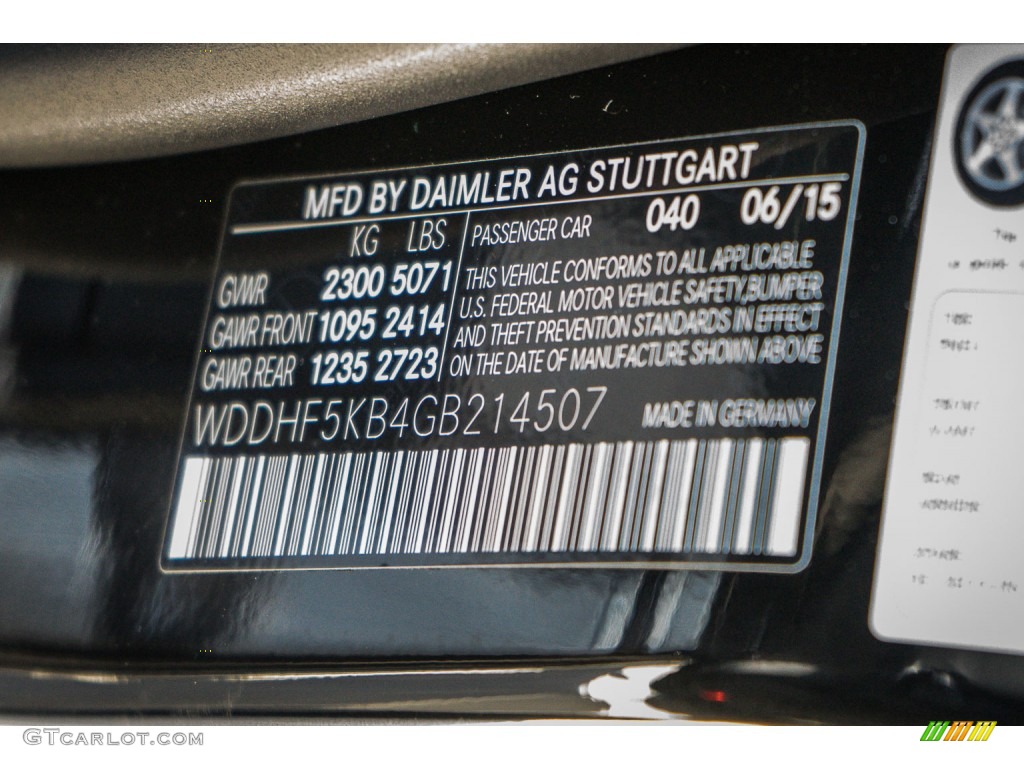 MFD BY DAIMLER AG STUTTGART
KG LBS
GWR 2300 5071
GAWR FRONT 1095 2414
GAWR REAR 1235 2723
PASSENGER CAR 040 06/15
THIS VEHICLE CONFORMS TO ALL APPLICABLE
U.S. FEDERAL MOTOR VEHICLE SAFETY,BUMPER
AND THEFT PREVENTION STANDARDS IN EFFECT
ON THE DATE OF MANUFACTURE SHOWN ABOVE
WDDHF5KB4GB214507 MADE IN GERMANY
GTCARLOT.COM